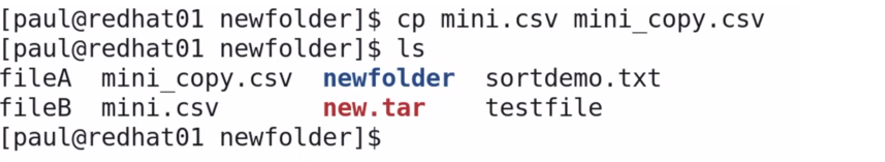 [paul@redhat01 newfolder]$ cp mini.csv mini_copy.csv
[paul@redhat01 newfolder]$ ls
fileA  mini_copy.csv  newfolder  sortdemo.txt
fileB  mini.csv       new.tar    testfile
[paul@redhat01 newfolder]$